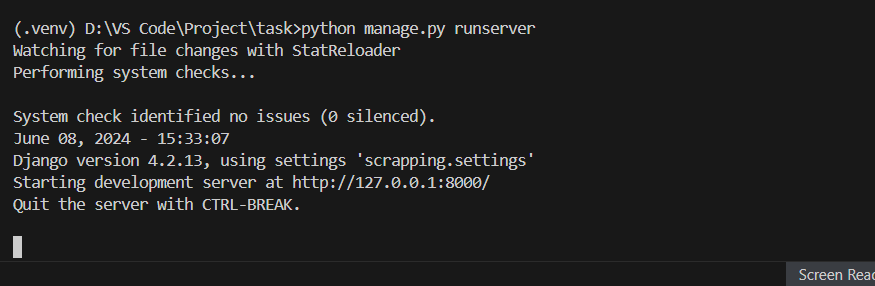 (.venv) D:\VS Code\Project\task>python manage.py runserver
Watching for file changes with StatReloader
Performing system checks...
System check identified no issues (0 silenced).
June 08, 2024 - 15:33:07
Django version 4.2.13, using settings 'scrapping.settings'
Starting development server at http://127.0.0.1:8000/
Quit the server with CTRL-BREAK.
Screen Reac